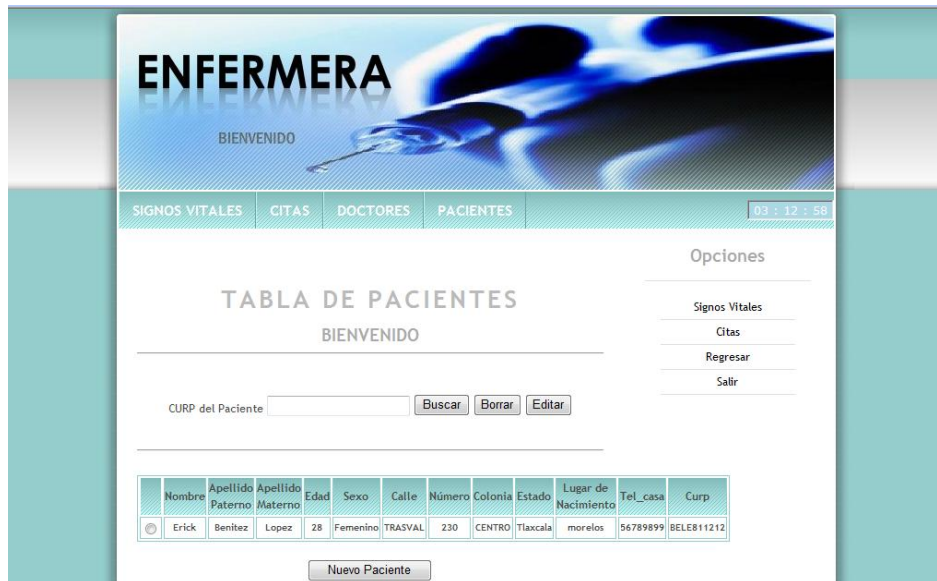 ENFERMERA
BIENVENIDO
SIGNOS VITALES CITAS DOCTORES PACIENTES 03 : 12 : 58
Opciones
TABLA DE PACIENTES
BIENVENIDO
Signos Vitales
Citas
Regresar
Salir
CURP del Paciente Buscar Borrar Editar
Nombre Apellido Paterno Apellido Materno Edad Sexo Calle Número Colonia Estado Lugar de Nacimiento Tel_casa Curp
Erick Benitez Lopez 28 Femenino TRASVAL 230 CENTRO Tlaxcala morelos 56789899 BELE811212
Nuevo Paciente